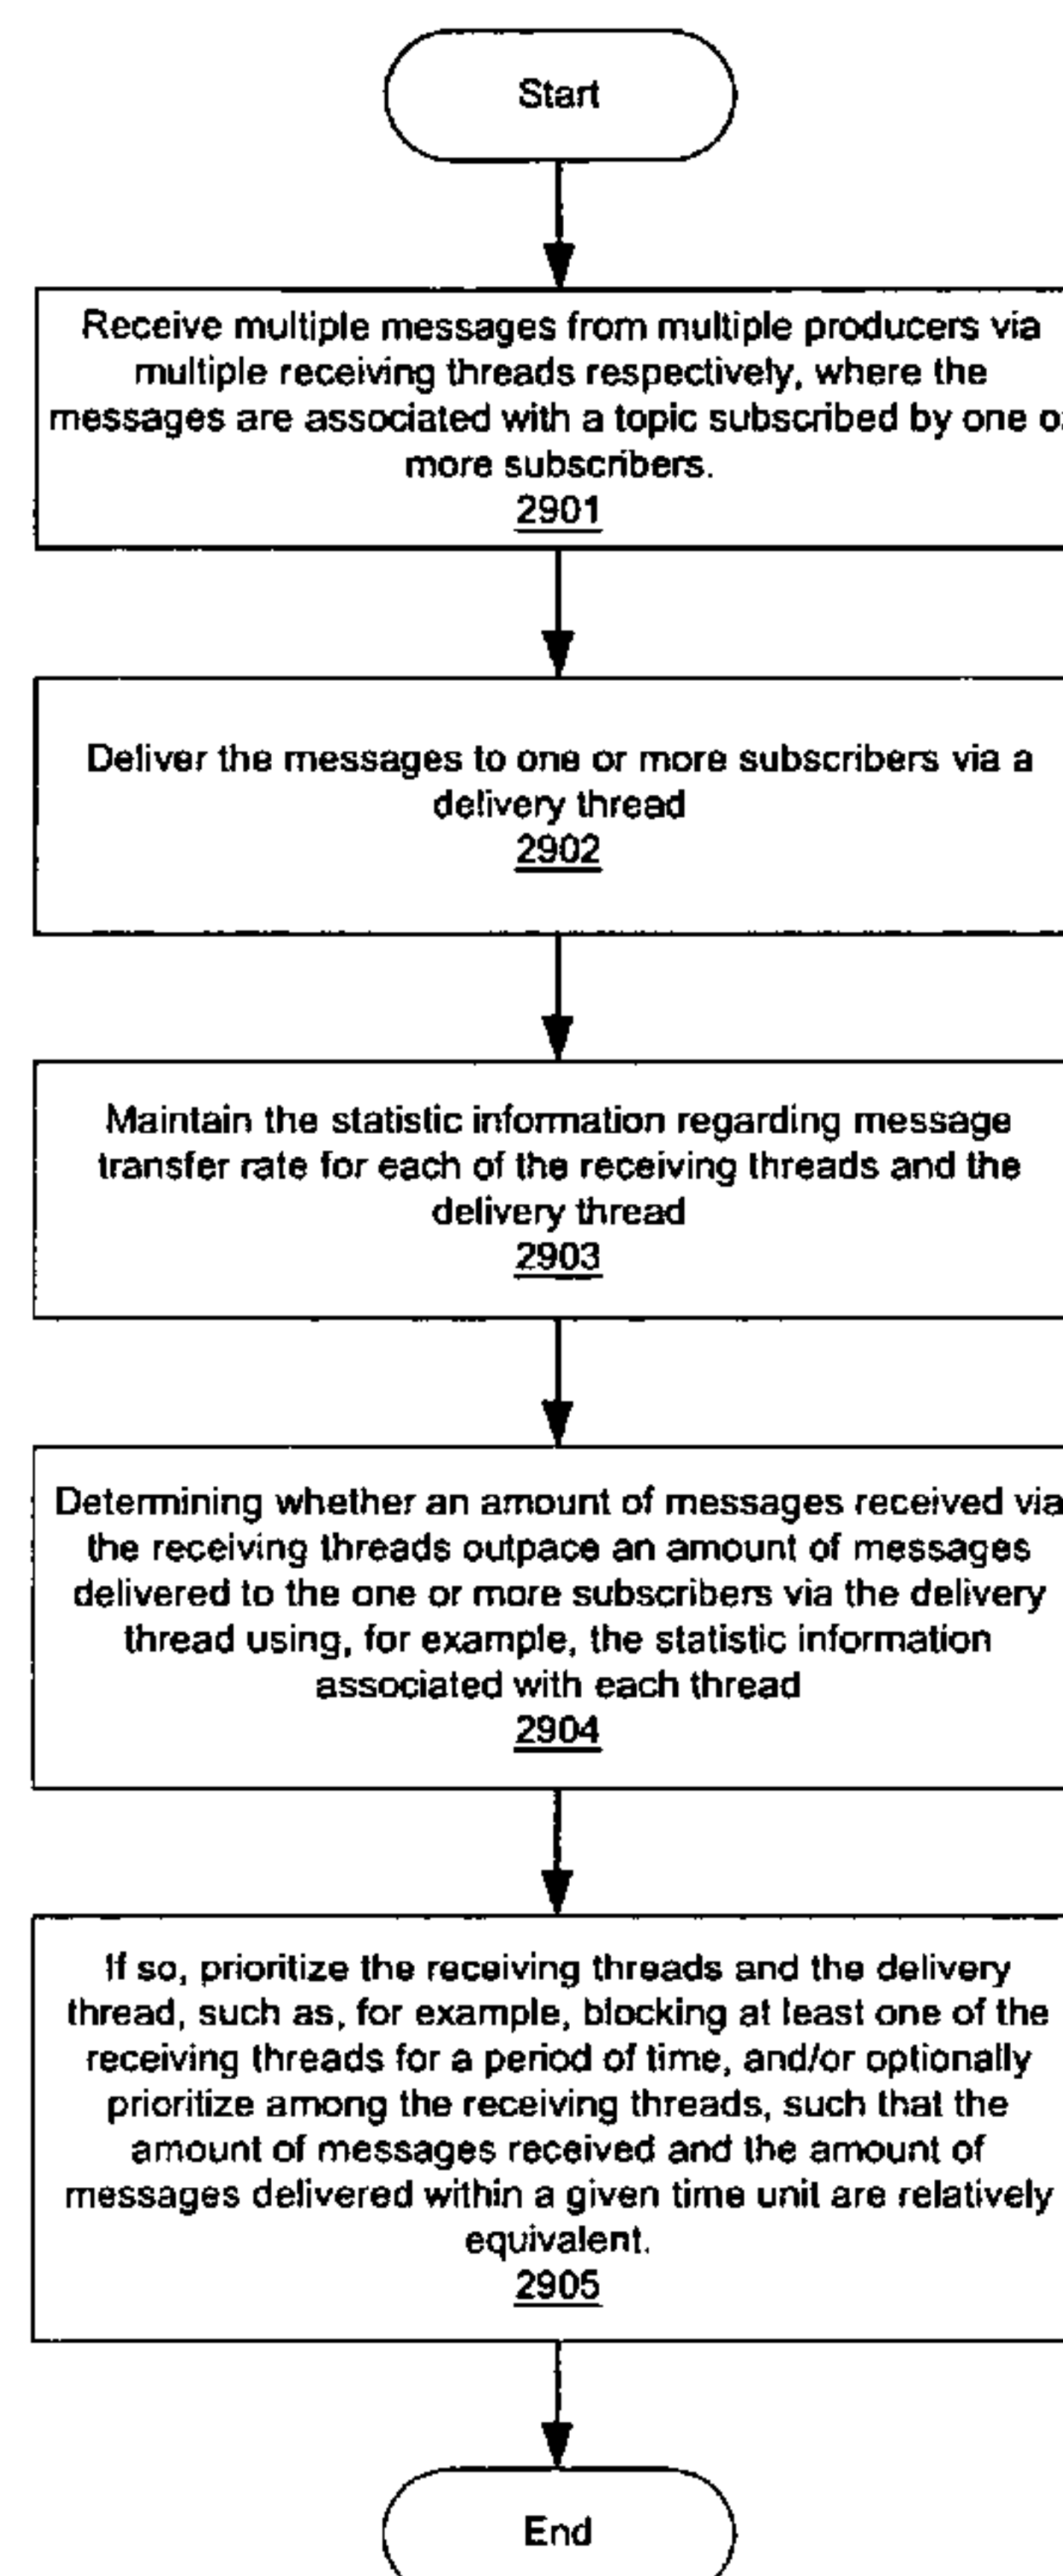 Start
Receive multiple messages from multiple producers via
multiple receiving threads respectively, where the
messages are associated with a topic subscribed by one or
more subscribers.
2901
Deliver the messages to one or more subscribers via a
delivery thread
2902
Maintain the statistic information regarding message
transfer rate for each of the receiving threads and the
delivery thread
2903
Determining whether an amount of messages received via
the receiving threads outpace an amount of messages
delivered to the one or more subscribers via the delivery
thread using, for example, the statistic information
associated with each thread
2904
If so, prioritize the receiving threads and the delivery
thread, such as, for example, blocking at least one of the
receiving threads for a period of time, and/or optionally
prioritize among the receiving threads, such that the
amount of messages received and the amount of
messages delivered within a given time unit are relatively
equivalent.
2905
End